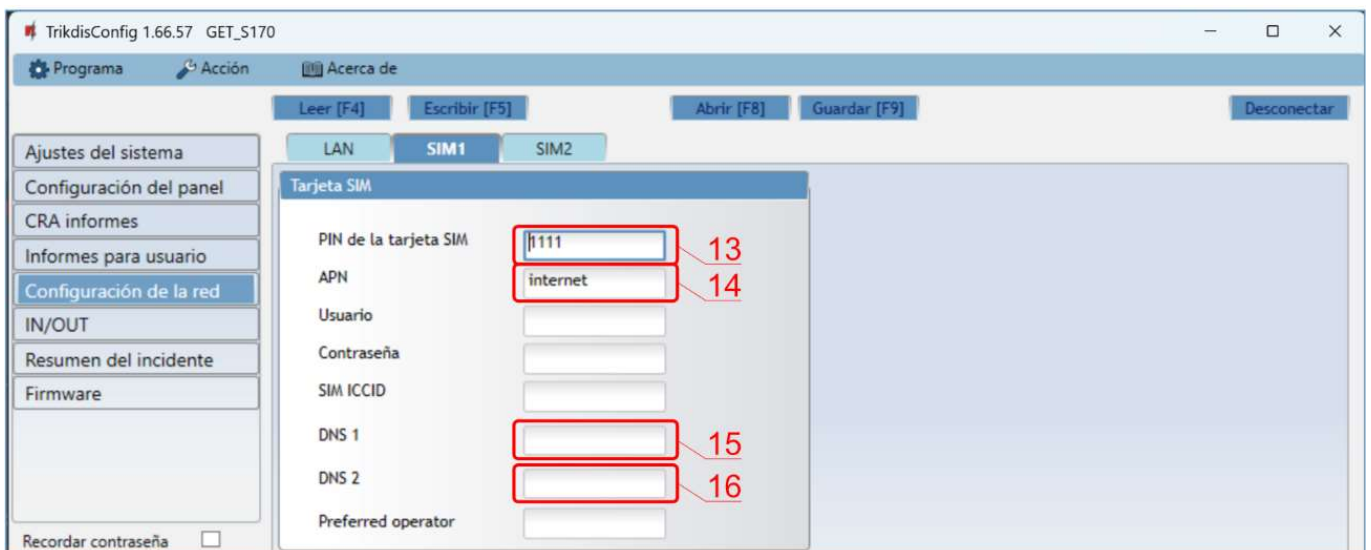 TrikdisConfig 1.66.57 GET_S170
Programa Acción Acerca de
Leer [F4] Escribir [F5] Abrir [F8] Guardar [F9] Desconectar
Ajustes del sistema
Configuración del panel
CRA informes
Informes para usuario
Configuración de la red
IN/OUT
Resumen del incidente
Firmware
Recordar contraseña
LAN SIM1 SIM2
Tarjeta SIM
PIN de la tarjeta SIM 1111 13
APN internet 14
Usuario
Contraseña
SIM ICCID
DNS 1 15
DNS 2 16
Preferred operator